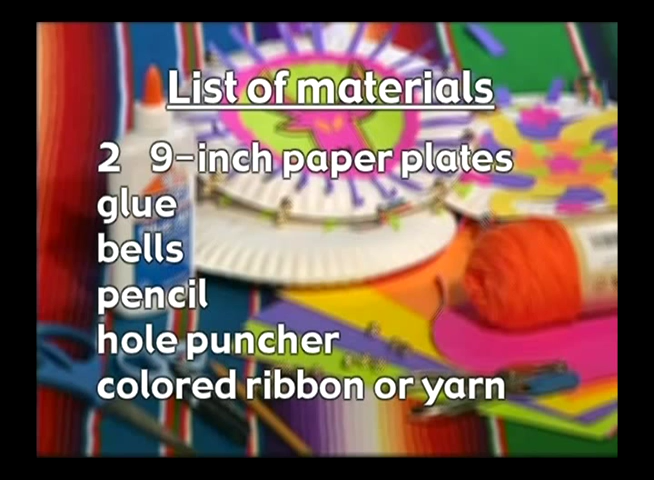 List of materials
2 9-inch paper plates
glue
bells
pencil
hole puncher
colored ribbon or yarn